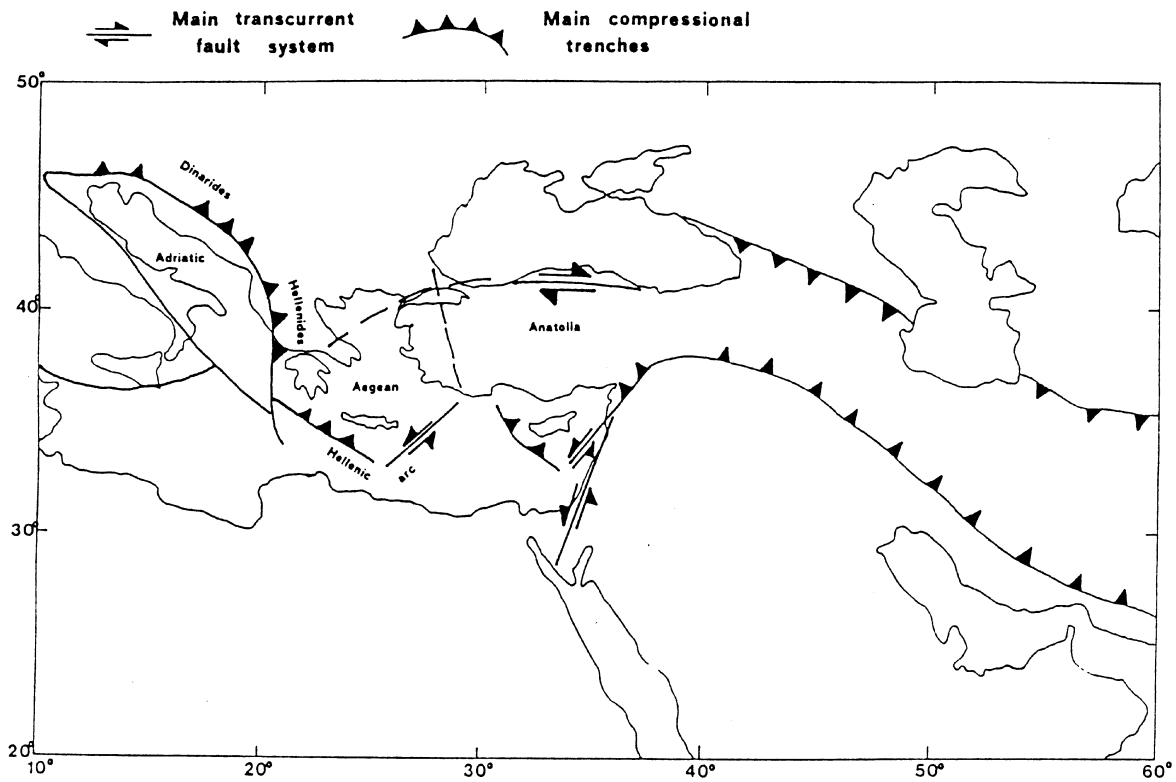 Main transcurrent
fault system
Main compressional
trenches
50°
Dinarides
Adriatic
Hellenides
40°
Anatolia
Aegean
Hellenic
arc
30°
20°
10°
20°
30°
40°
50°
60°